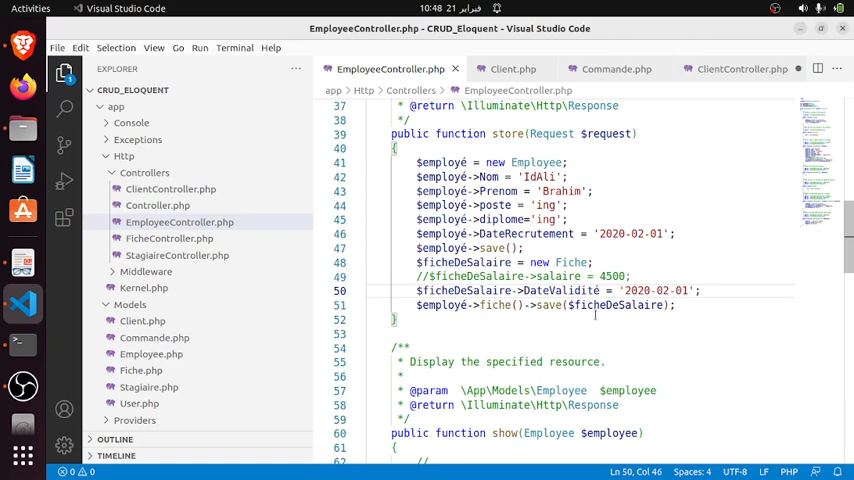 Activities
10:48 21 فبراير
EmployeeController.php - CRUD_Eloquent - Visual Studio Code
File Edit Selection View Go Run Terminal Help
EXPLORER
EmployeeController.php
Client.php
Commande.php
ClientController.php
app > Http > Controllers > EmployeeController.php
CRUD_ELOQUENT
app
Console
Exceptions
Http
Controllers
ClientController.php
Controller.php
EmployeeController.php
FicheController.php
StagiaireController.php
Middleware
Kernel.php
Models
Client.php
Commande.php
Employee.php
Fiche.php
Stagiaire.php
User.php
Providers
OUTLINE
TIMELINE
1
37 * @return \Illuminate\Http\Response
38 */
39 public function store(Request $request)
40 {
41 $employé = new Employee;
42 $employé->Nom = 'IdAli';
43 $employé->Prenom = 'Brahim';
44 $employé->poste = 'ing';
45 $employé->diplome='ing';
46 $employé->DateRecrutement = '2020-02-01';
47 $employé->save();
48 $ficheDeSalaire = new Fiche;
49 //$ficheDeSalaire->salaire = 4500;
50 $ficheDeSalaire->DateValidité = '2020-02-01';
51 $employé->fiche()->save($ficheDeSalaire);
52 }
53
54 /**
55 * Display the specified resource.
56 *
57 * @param \App\Models\Employee $employee
58 * @return \Illuminate\Http\Response
59 */
60 public function show(Employee $employee)
61 {
62 //
0 0 Ln 50, Col 46 Spaces: 4 UTF-8 LF PHP